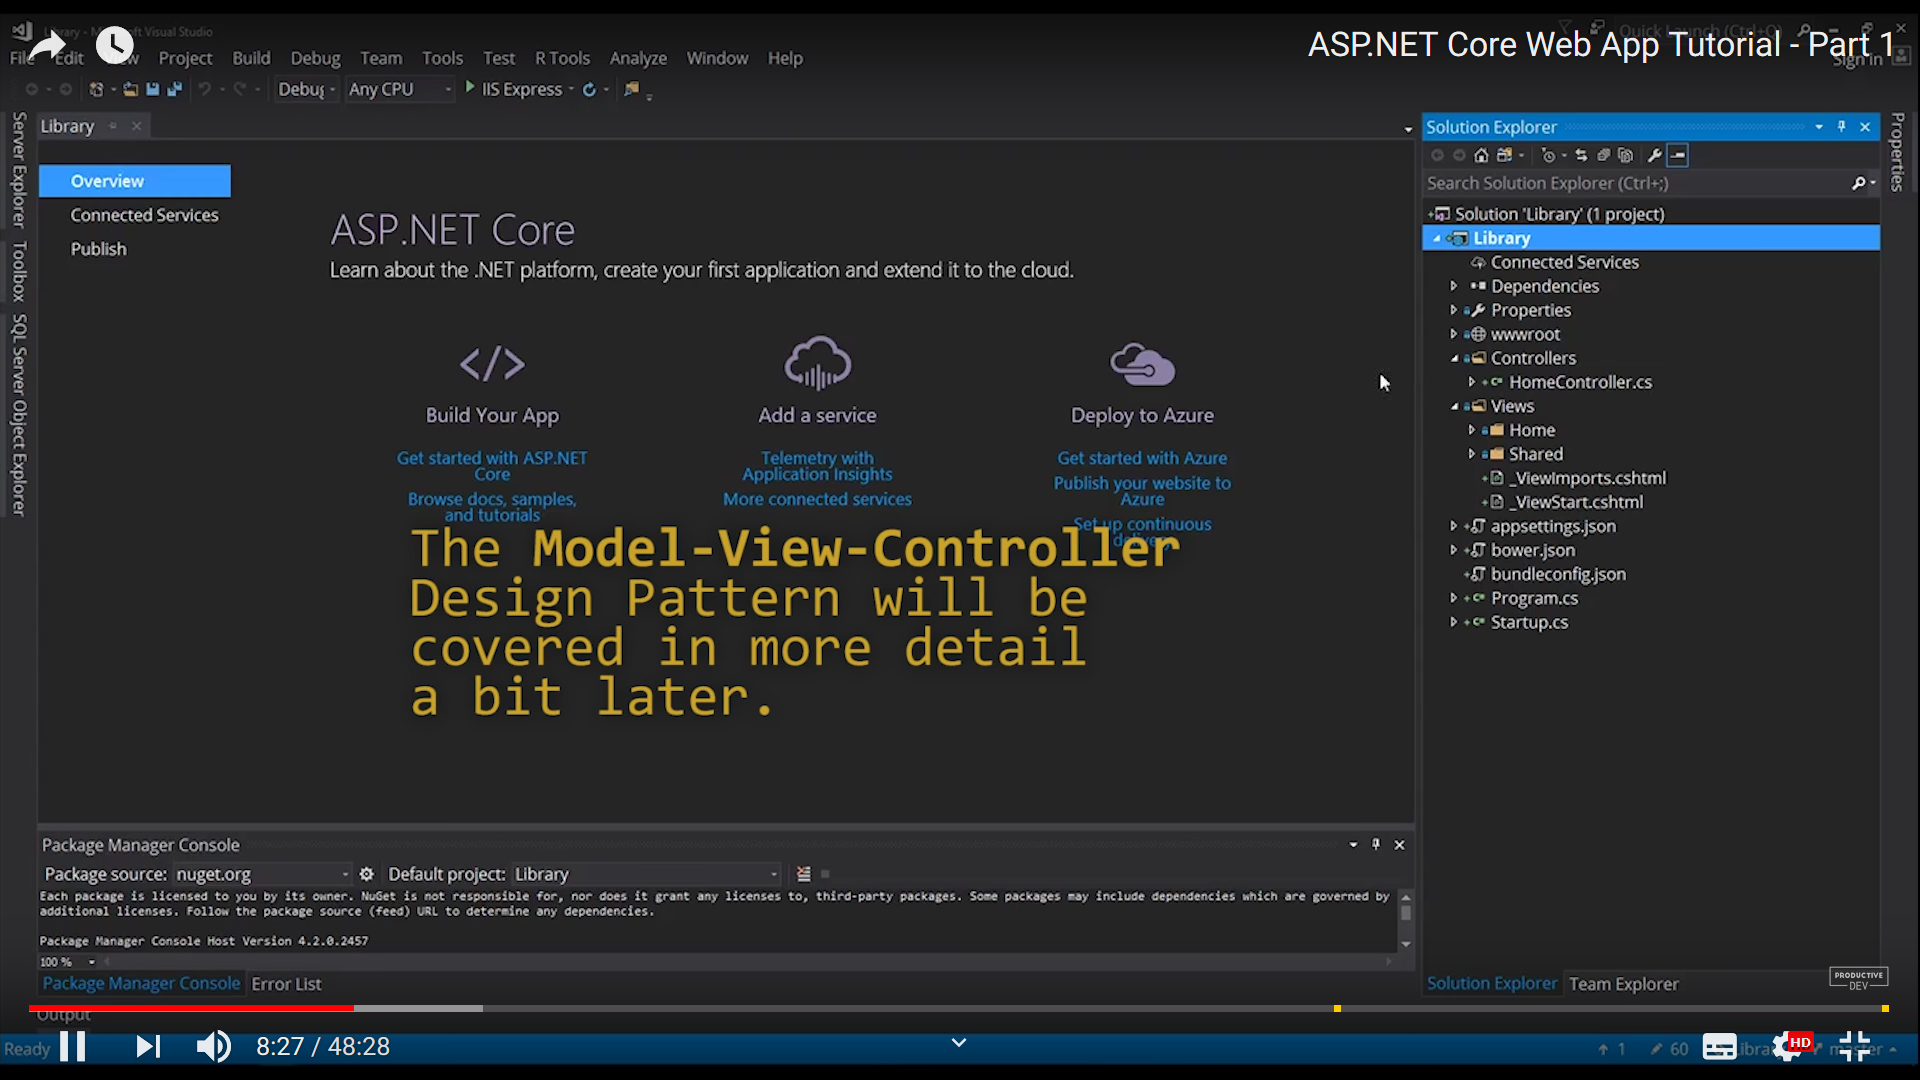 Library - Microsoft Visual Studio
Quick Launch (Ctrl+Q)
ASP.NET Core Web App Tutorial - Part 1
File Edit View Project Build Debug Team Tools Test R Tools Analyze Window Help
Sign in
Debug Any CPU IIS Express
Server Explorer
Toolbox
SQL Server Object Explorer
Library
Overview
Connected Services
Publish
ASP.NET Core
Learn about the .NET platform, create your first application and extend it to the cloud.
Build Your App
Get started with ASP.NET
Core
Browse docs, samples,
and tutorials
Add a service
Telemetry with
Application Insights
More connected services
Deploy to Azure
Get started with Azure
Publish your website to
Azure
Set up continuous
delivery
The Model-View-Controller
Design Pattern will be
covered in more detail
a bit later.
Solution Explorer
Search Solution Explorer (Ctrl+;)
Solution 'Library' (1 project)
Library
Connected Services
Dependencies
Properties
wwwroot
Controllers
HomeController.cs
Views
Home
Shared
_ViewImports.cshtml
_ViewStart.cshtml
appsettings.json
bower.json
bundleconfig.json
Program.cs
Startup.cs
Properties
Package Manager Console
Package source: nuget.org Default project: Library
Each package is licensed to you by its owner. NuGet is not responsible for, nor does it grant any licenses to, third-party packages. Some packages may include dependencies which are governed by
additional licenses. Follow the package source (feed) URL to determine any dependencies.
Package Manager Console Host Version 4.2.0.2457
100 %
Package Manager Console Error List
Solution Explorer Team Explorer
PRODUCTIVE
DEV
Output
Ready
8:27 / 48:28
1 60 Library master
HD